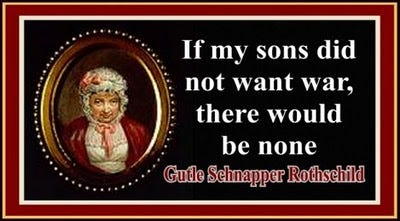 If my sons did
not want war,
there would
be none
Gutle Schnapper Rothschild